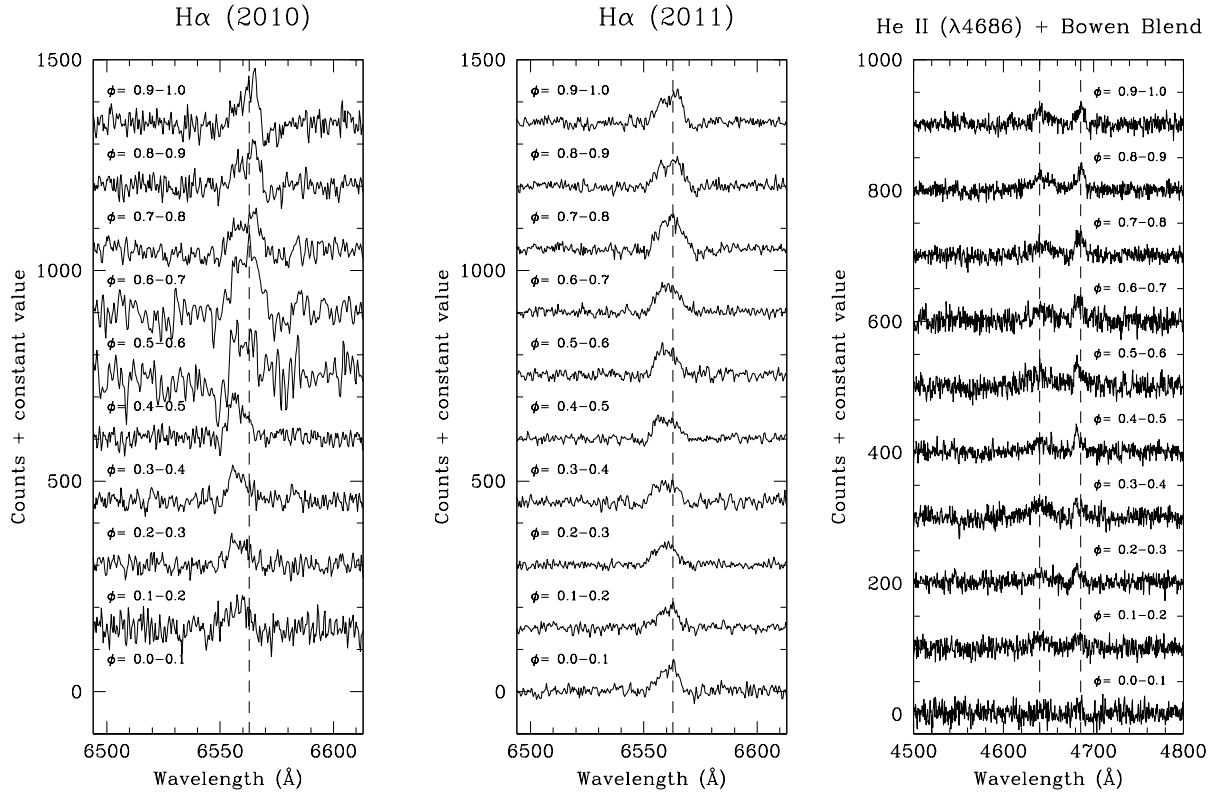 Hα (2010)
1500
1000
500
0
ϕ= 0.9−1.0
ϕ= 0.8−0.9
ϕ= 0.7−0.8
ϕ= 0.6−0.7
ϕ= 0.5−0.6
ϕ= 0.4−0.5
ϕ= 0.3−0.4
ϕ= 0.2−0.3
ϕ= 0.1−0.2
ϕ= 0.0−0.1
Counts + constant value
6500 6550 6600
Wavelength (Å)
Hα (2011)
1500
1000
500
0
ϕ= 0.9−1.0
ϕ= 0.8−0.9
ϕ= 0.7−0.8
ϕ= 0.6−0.7
ϕ= 0.5−0.6
ϕ= 0.4−0.5
ϕ= 0.3−0.4
ϕ= 0.2−0.3
ϕ= 0.1−0.2
ϕ= 0.0−0.1
Counts + constant value
6500 6550 6600
Wavelength (Å)
He II (λ4686) + Bowen Blend
1000
800
600
400
200
0
ϕ= 0.9−1.0
ϕ= 0.8−0.9
ϕ= 0.7−0.8
ϕ= 0.6−0.7
ϕ= 0.5−0.6
ϕ= 0.4−0.5
ϕ= 0.3−0.4
ϕ= 0.2−0.3
ϕ= 0.1−0.2
ϕ= 0.0−0.1
Counts + constant value
4500 4600 4700 4800
Wavelength (Å)